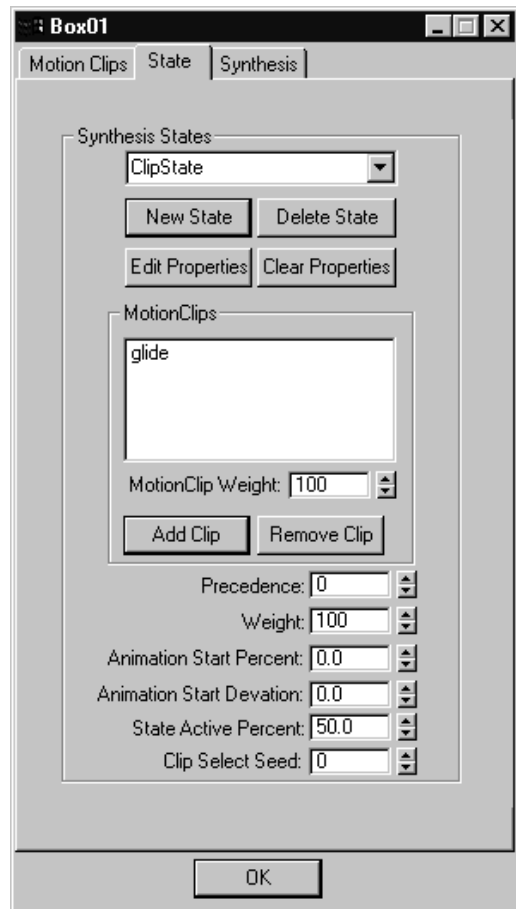 Box01
Motion Clips State Synthesis
Synthesis States
ClipState
New State Delete State
Edit Properties Clear Properties
MotionClips
glide
MotionClip Weight: 100
Add Clip Remove Clip
Precedence: 0
Weight: 100
Animation Start Percent: 0.0
Animation Start Devation: 0.0
State Active Percent: 50.0
Clip Select Seed: 0
OK